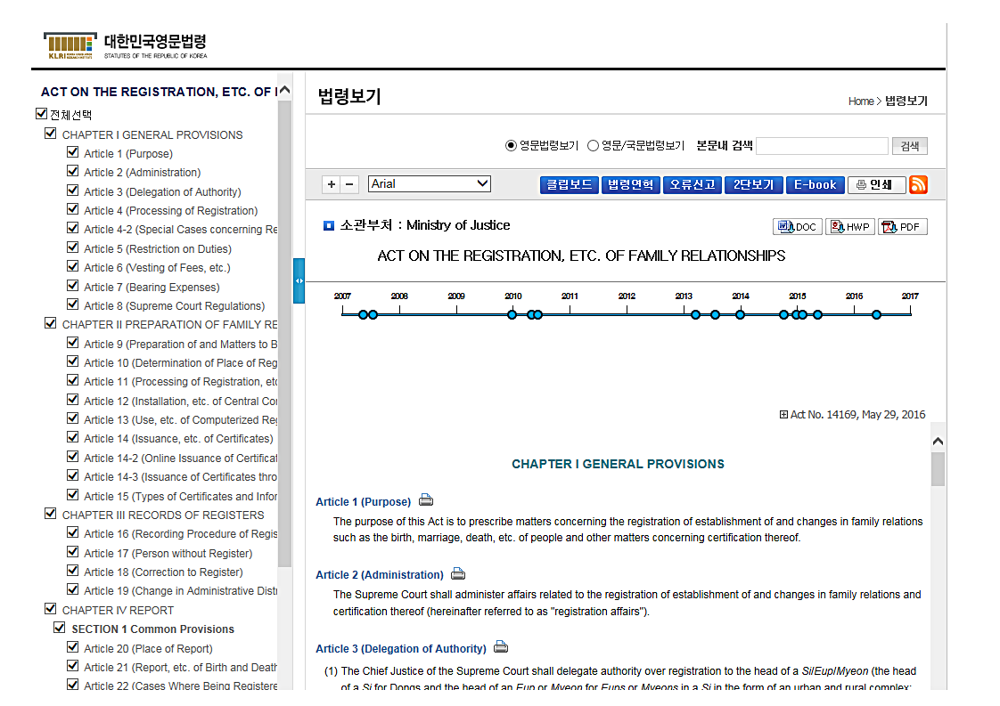 KLRI
대한민국영문법령
STATUTES OF THE REPUBLIC OF KOREA
ACT ON THE REGISTRATION, ETC. OF
전체선택
CHAPTER I GENERAL PROVISIONS
Article 1 (Purpose)
Article 2 (Administration)
Article 3 (Delegation of Authority)
Article 4 (Processing of Registration)
Article 4-2 (Special Cases concerning Re
Article 5 (Restriction on Duties)
Article 6 (Vesting of Fees, etc.)
Article 7 (Bearing Expenses)
Article 8 (Supreme Court Regulations)
CHAPTER II PREPARATION OF FAMILY RE
Article 9 (Preparation of and Matters to B
Article 10 (Determination of Place of Reg
Article 11 (Processing of Registration, etc
Article 12 (Installation, etc. of Central Co
Article 13 (Use, etc. of Computerized Reg
Article 14 (Issuance, etc. of Certificates)
Article 14-2 (Online Issuance of Certificat
Article 14-3 (Issuance of Certificates thro
Article 15 (Types of Certificates and Infor
CHAPTER III RECORDS OF REGISTERS
Article 16 (Recording Procedure of Regis
Article 17 (Person without Register)
Article 18 (Correction to Register)
Article 19 (Change in Administrative Distr
CHAPTER IV REPORT
SECTION 1 Common Provisions
Article 20 (Place of Report)
Article 21 (Report, etc. of Birth and Death
Article 22 (Cases Where Being Registere
법령보기
Home > 법령보기
영문법령보기 영문/국문법령보기 본문내 검색 검색
+ − Arial 클립보드 법령연혁 오류신고 2단보기 E-book 인쇄
소관부처 : Ministry of Justice DOC HWP PDF
ACT ON THE REGISTRATION, ETC. OF FAMILY RELATIONSHIPS
2007 2008 2009 2010 2011 2012 2013 2014 2015 2016 2017
Act No. 14169, May 29, 2016
CHAPTER I GENERAL PROVISIONS
Article 1 (Purpose)
The purpose of this Act is to prescribe matters concerning the registration of establishment of and changes in family relations
such as the birth, marriage, death, etc. of people and other matters concerning certification thereof.
Article 2 (Administration)
The Supreme Court shall administer affairs related to the registration of establishment of and changes in family relations and
certification thereof (hereinafter referred to as "registration affairs").
Article 3 (Delegation of Authority)
(1) The Chief Justice of the Supreme Court shall delegate authority over registration to the head of a Si/Eup/Myeon (the head
of a Si for Dongs and the head of an Eup or Myeon for Eups or Myeons in a Si in the form of an urban and rural complex;